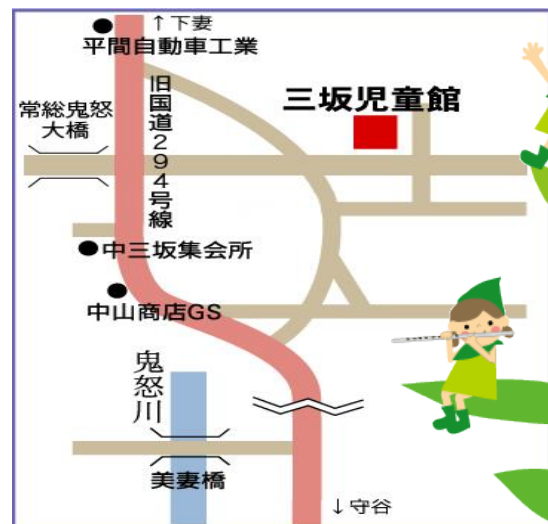 ↑下妻
平間自動車工業
常総鬼怒
大橋
旧国道294号線
三坂児童館
中三坂集会所
中山商店GS
鬼怒川
美妻橋
↓守谷